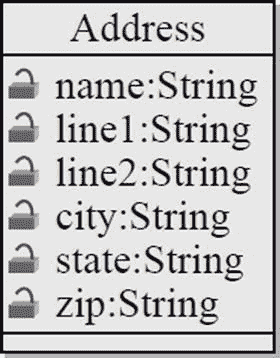 Address
name:String
line1:String
line2:String
city:String
state:String
zip:String